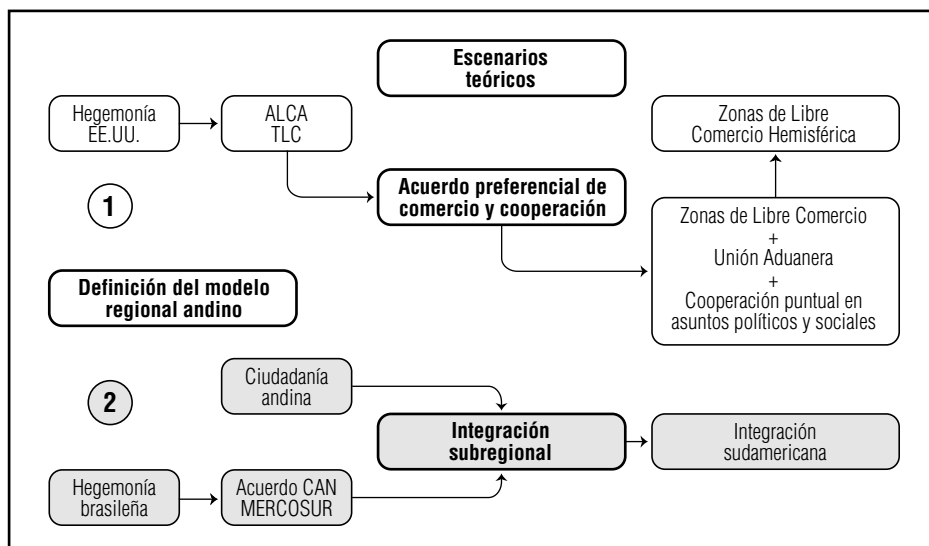 Escenarios
teóricos
Hegemonía
EE.UU.
ALCA
TLC
Zonas de Libre
Comercio Hemisférica
1
Acuerdo preferencial de
comercio y cooperación
Zonas de Libre Comercio
+
Unión Aduanera
+
Cooperación puntual en
asuntos políticos y sociales
Definición del modelo
regional andino
2
Ciudadanía
andina
Integración
subregional
Integración
sudamericana
Hegemonía
brasileña
Acuerdo CAN
MERCOSUR